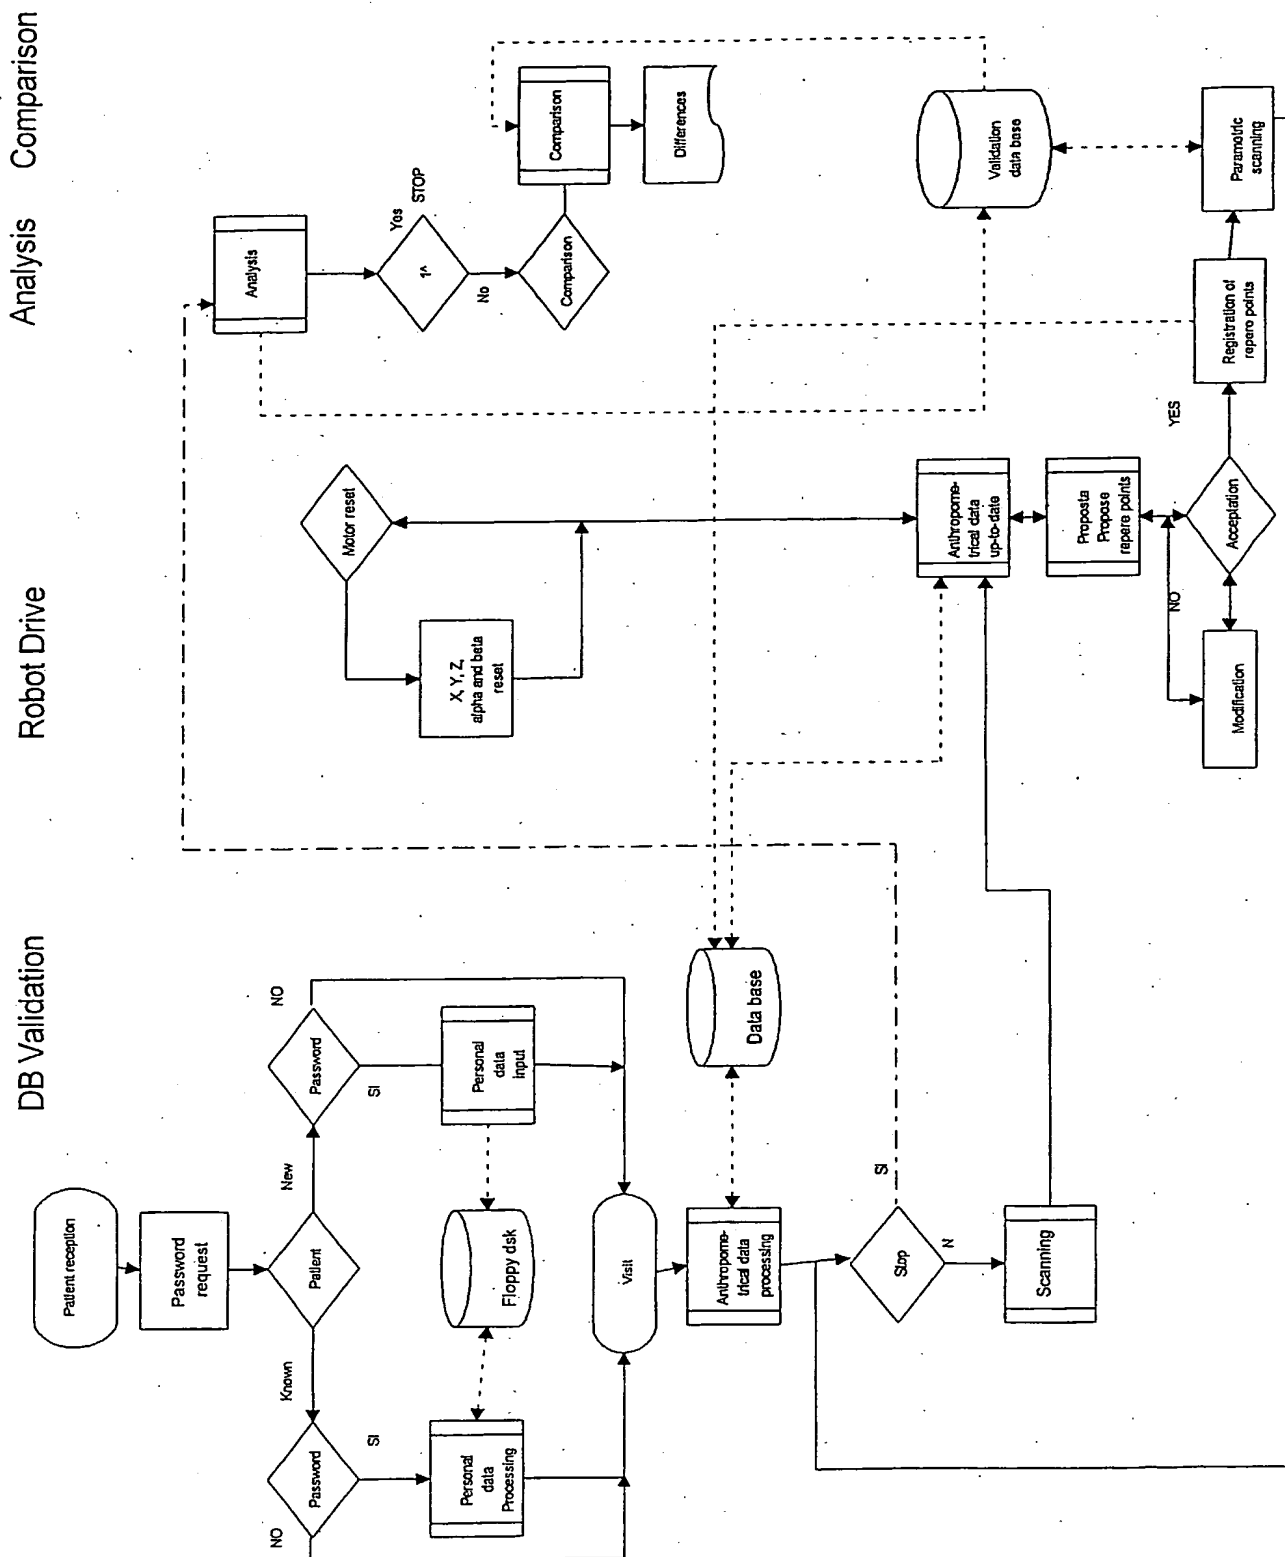 DB Validation
Robot Drive
Analysis
Comparison
Patient reception
Password
request
Patient
Known
New
Password
NO
SI
Password
NO
SI
Personal
data
Processing
Floppy dsk
Personal
data
input
Visit
Anthropome-
trical data
processing
Data base
Stop
SI
N
Scanning
Motor reset
X, Y, Z,
alpha and beta
reset
Anthropome-
trical data
up-to-date
Proposta
Propose
repere points
Acceptation
NO
YES
Modification
Registration of
repere points
Parametric
scanning
Validation
data base
Analysis
1^
Yes
STOP
No
Comparison
Comparison
Differences